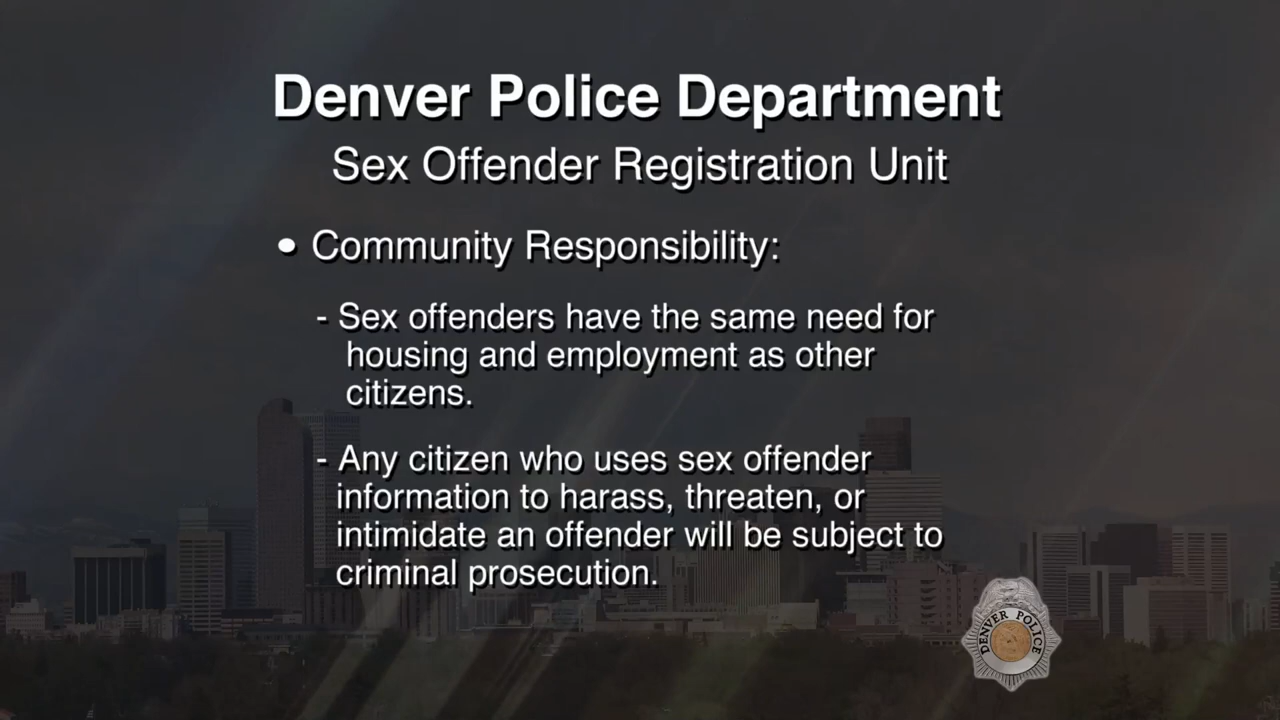 Denver Police Department
Sex Offender Registration Unit
• Community Responsibility:
- Sex offenders have the same need for
housing and employment as other
citizens.
- Any citizen who uses sex offender
information to harass, threaten, or
intimidate an offender will be subject to
criminal prosecution.
DENVER POLICE